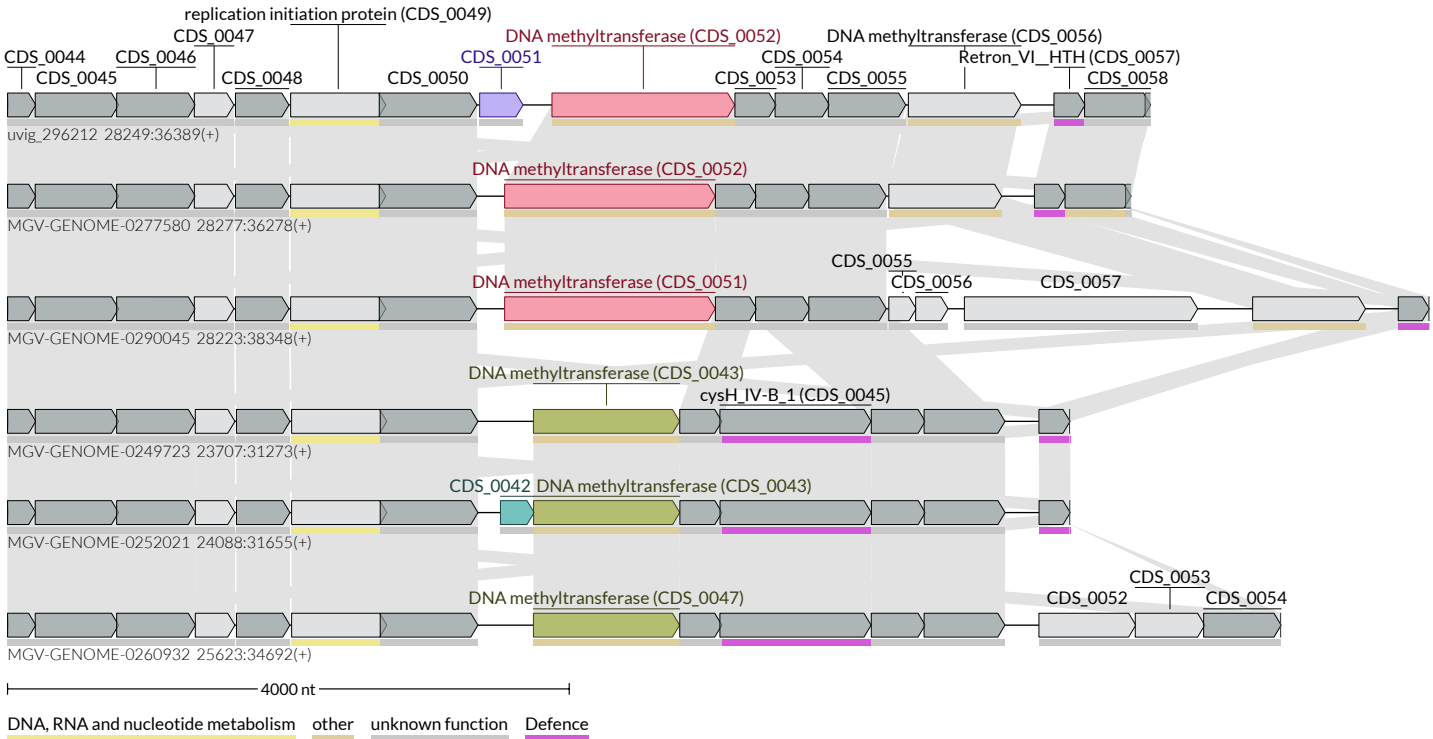 replication initiation protein (CDS_0049)
CDS_0047 DNA methyltransferase (CDS_0052) DNA methyltransferase (CDS_0056)
CDS_0044 CDS_0046 CDS_0051 CDS_0054 Retron_VI__HTH (CDS_0057)
CDS_0045 CDS_0048 CDS_0050 CDS_0053 CDS_0055 CDS_0058
uvig_296212 28249:36389(+)
DNA methyltransferase (CDS_0052)
MGV-GENOME-0277580 28277:36278(+)
CDS_0055
DNA methyltransferase (CDS_0051) CDS_0056 CDS_0057
MGV-GENOME-0290045 28223:38348(+)
DNA methyltransferase (CDS_0043)
cysH_IV-B_1 (CDS_0045)
MGV-GENOME-0249723 23707:31273(+)
CDS_0042 DNA methyltransferase (CDS_0043)
MGV-GENOME-0252021 24088:31655(+)
CDS_0053
DNA methyltransferase (CDS_0047) CDS_0052 CDS_0054
MGV-GENOME-0260932 25623:34692(+)
4000 nt
DNA, RNA and nucleotide metabolism other unknown function Defence